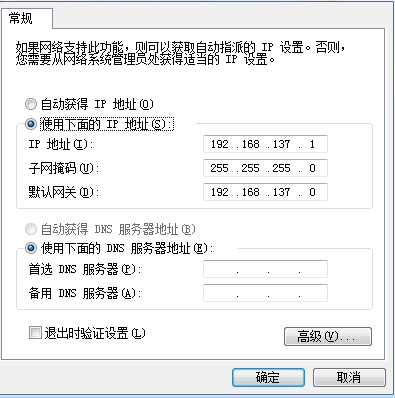 常规
如果网络支持此功能，则可以获取自动指派的 IP 设置。否则，
您需要从网络系统管理员处获得适当的 IP 设置。
自动获得 IP 地址(O)
使用下面的 IP 地址(S):
IP 地址(I): 192 .168 .137 . 1
子网掩码(U): 255 .255 .255 . 0
默认网关(D): 192 .168 .137 . 0
自动获得 DNS 服务器地址(B)
使用下面的 DNS 服务器地址(E):
首选 DNS 服务器(P): . . .
备用 DNS 服务器(A): . . .
退出时验证设置(L)
高级(V)...
确定 取消